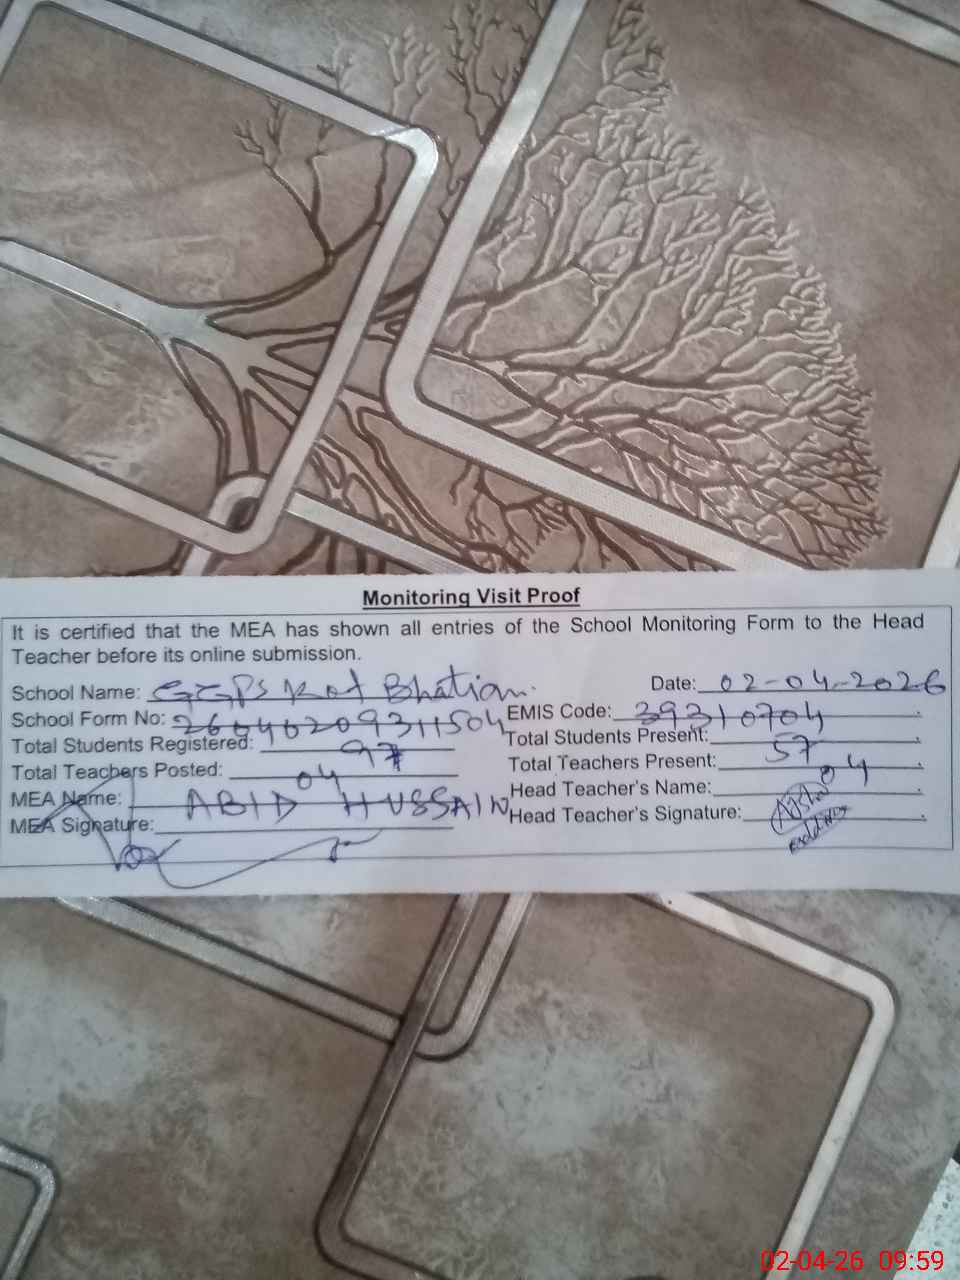 Monitoring Visit Proof
It is certified that the MEA has shown all entries of the School Monitoring Form to the Head
Teacher before its online submission.
School Name: GGPS Kot Bhatian. Date: 02-04-2026
School Form No: 26040209311504 EMIS Code: 39310704
Total Students Registered: 97 Total Students Present: 57
Total Teachers Posted: 04 Total Teachers Present: 04
MEA Name: ABID HUSSAIN Head Teacher's Name:
MEA Signature: Head Teacher's Signature:
02-04-26 09:59